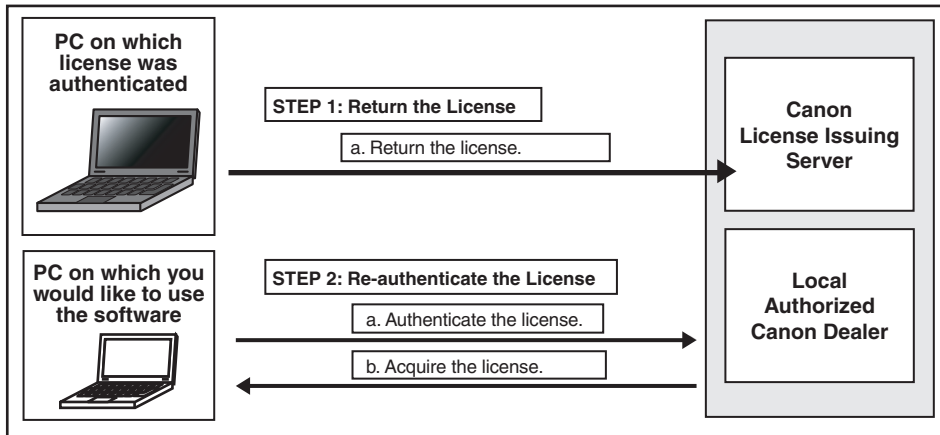 PC on which
license was
authenticated
STEP 1: Return the License
a. Return the license.
Canon
License Issuing
Server
PC on which you
would like to use
the software
STEP 2: Re-authenticate the License
a. Authenticate the license.
b. Acquire the license.
Local
Authorized
Canon Dealer